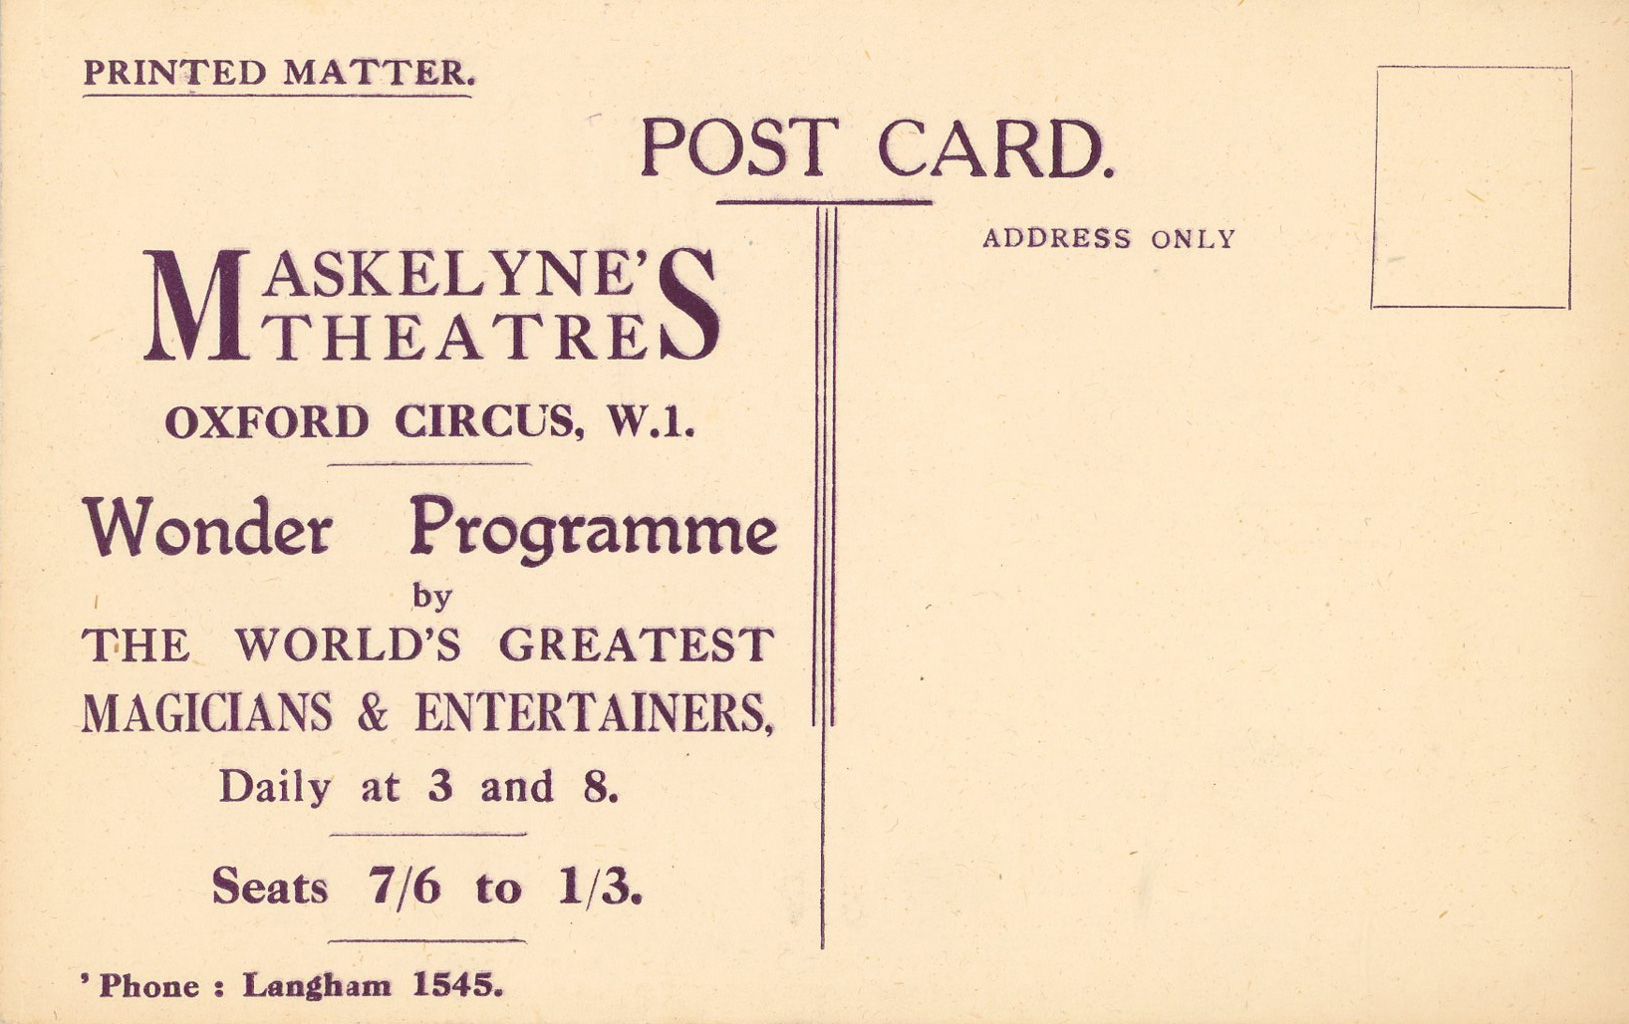 PRINTED MATTER.
POST CARD.
ADDRESS ONLY
MASKELYNE'S
THEATRE
OXFORD CIRCUS, W.1.
Wonder Programme
by
THE WORLD'S GREATEST
MAGICIANS & ENTERTAINERS,
Daily at 3 and 8.
Seats 7/6 to 1/3.
'Phone : Langham 1545.